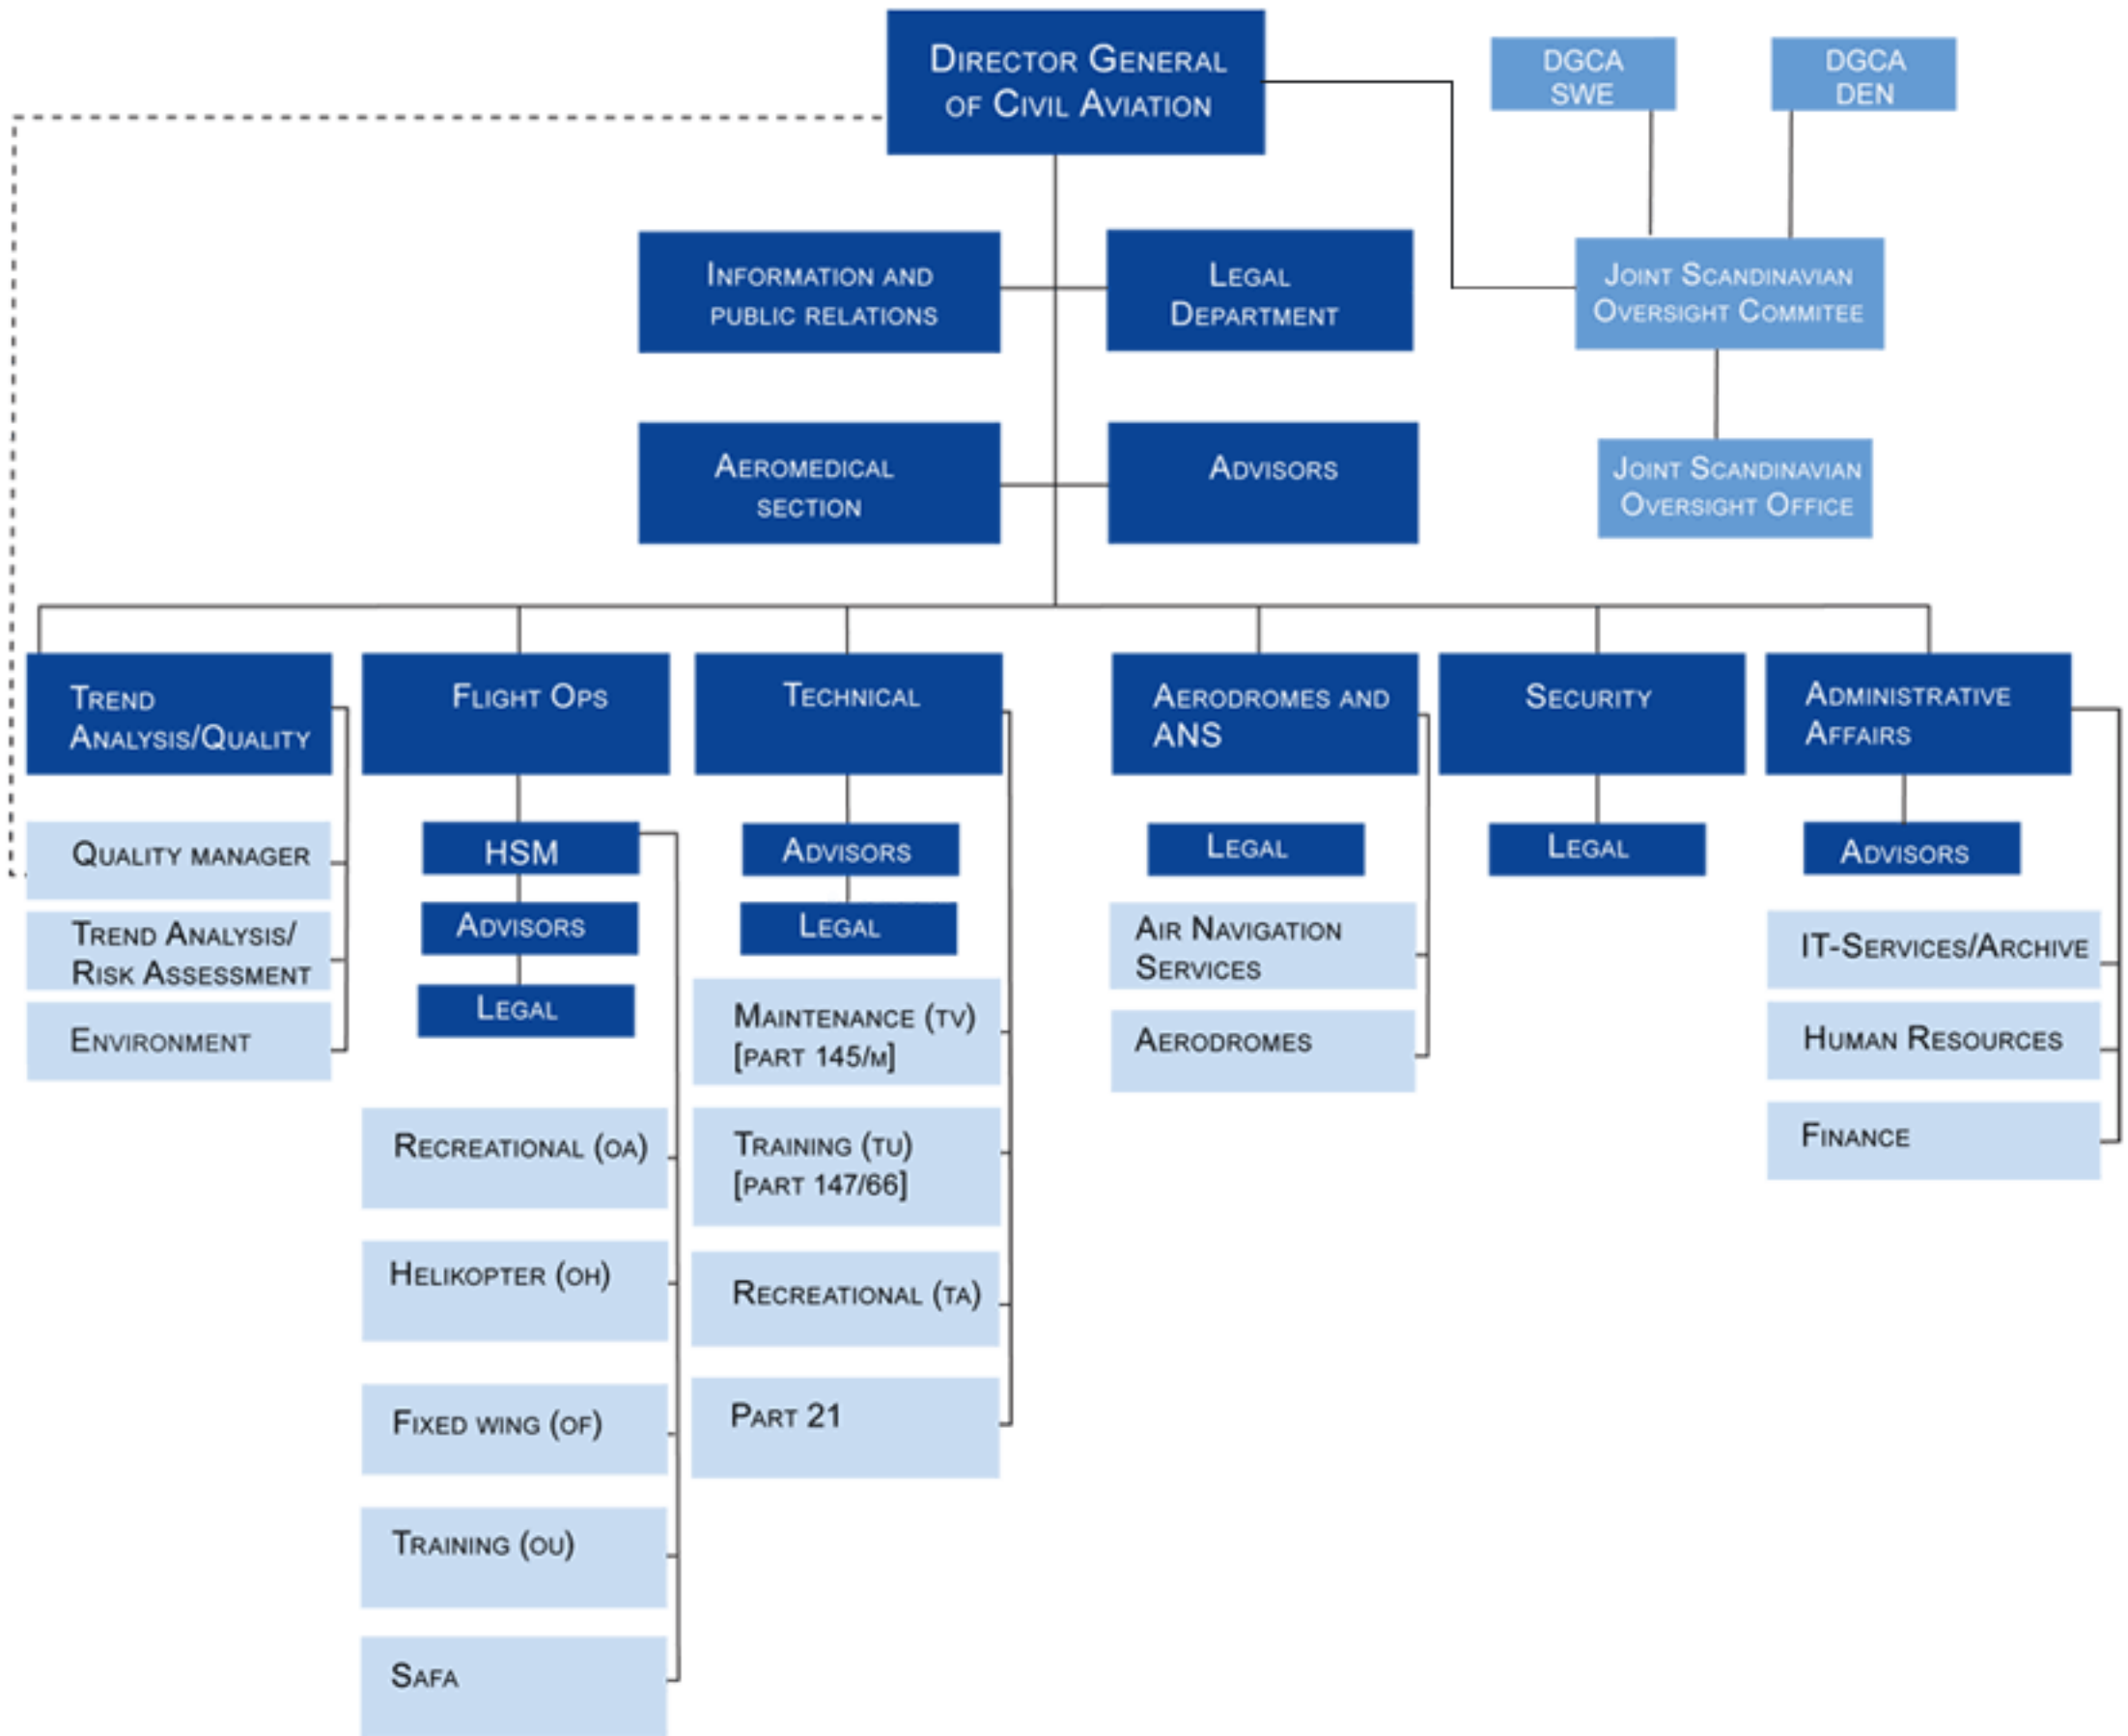 Director General
of Civil Aviation
DGCA
SWE
DGCA
DEN
Information and
public relations
Legal
Department
Joint Scandinavian
Oversight Commitee
Aeromedical
section
Advisors
Joint Scandinavian
Oversight Office
Trend
Analysis/Quality
Flight Ops
Technical
Aerodromes and
ANS
Security
Administrative
Affairs
Quality manager
Trend Analysis/
Risk Assessment
Environment
HSM
Advisors
Legal
Recreational (oa)
Helikopter (oh)
Fixed wing (of)
Training (ou)
Safa
Advisors
Legal
Maintenance (tv)
[part 145/m]
Training (tu)
[part 147/66]
Recreational (ta)
Part 21
Legal
Air Navigation
Services
Aerodromes
Legal
Advisors
IT-Services/Archive
Human Resources
Finance